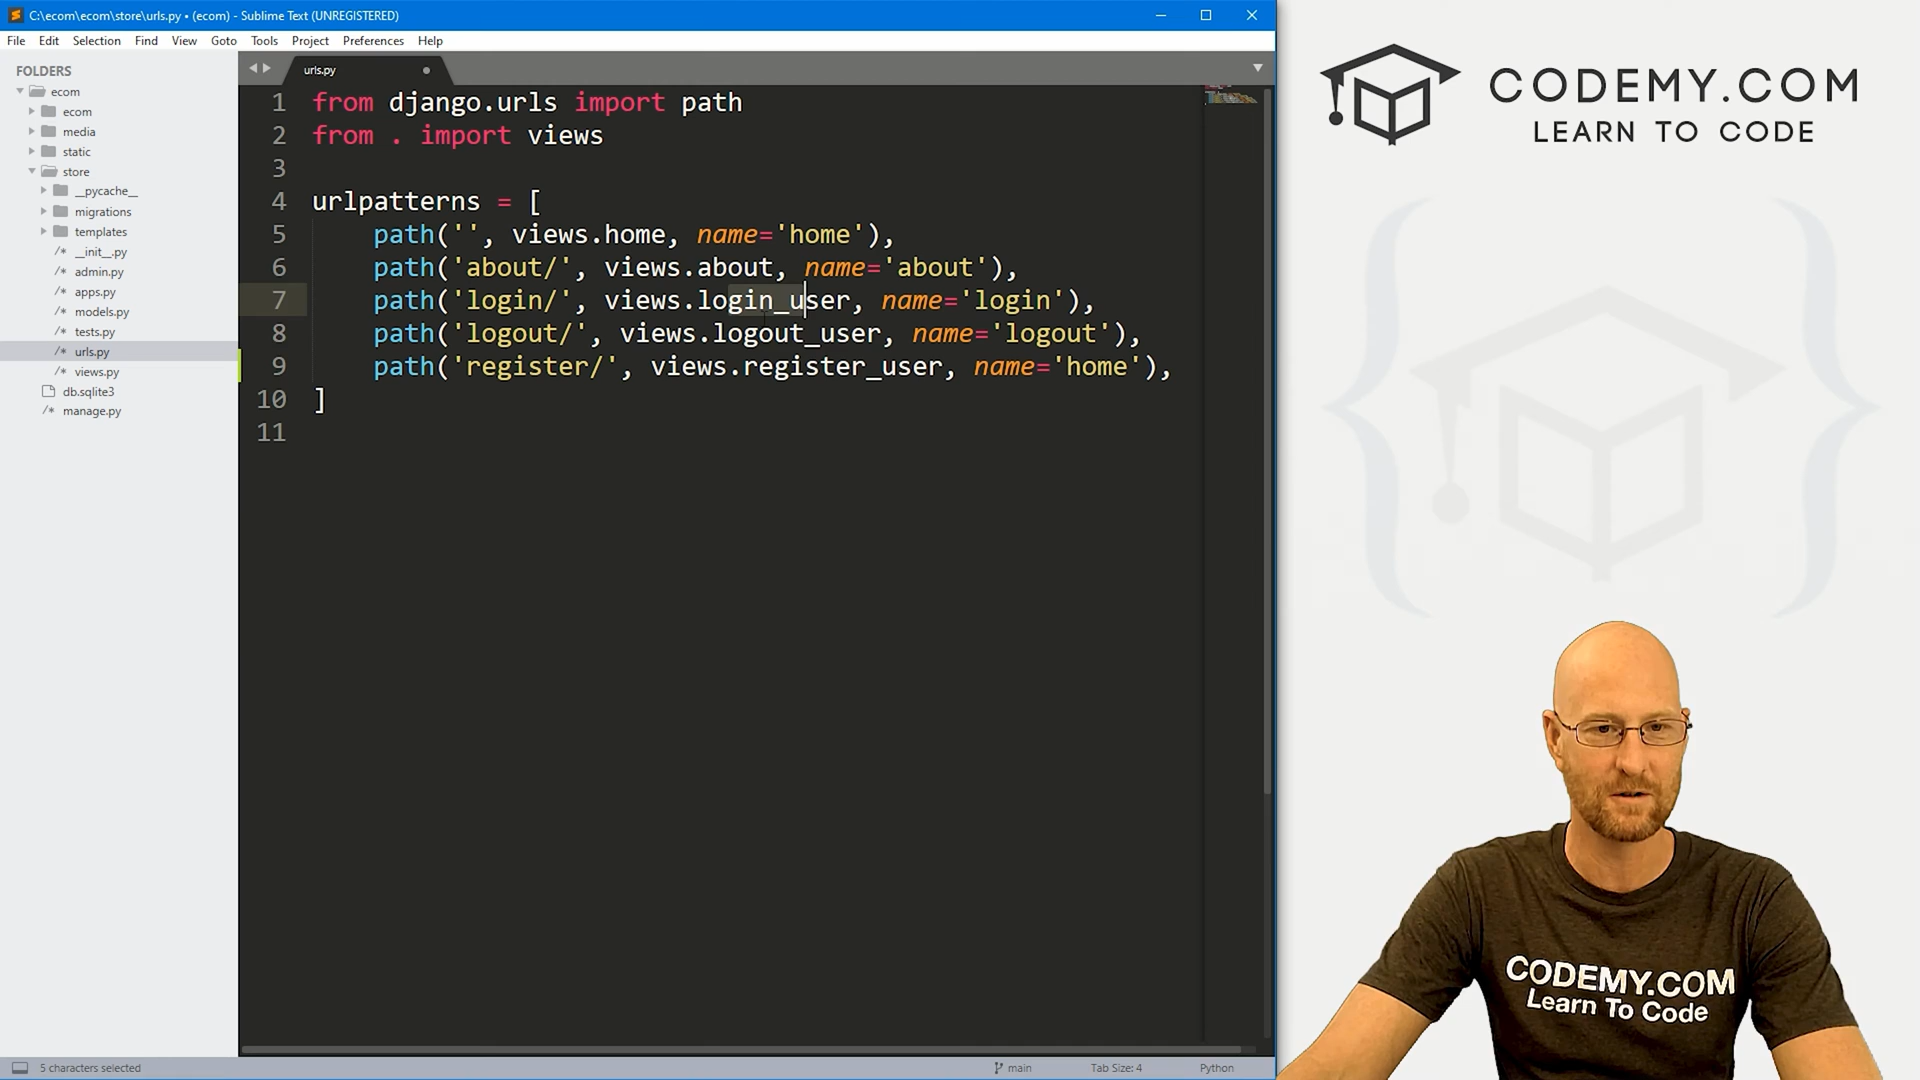 C:\ecom\ecom\store\urls.py • (ecom) - Sublime Text (UNREGISTERED)
File Edit Selection Find View Goto Tools Project Preferences Help
FOLDERS
ecom
ecom
media
static
store
__pycache__
migrations
templates
__init__.py
admin.py
apps.py
models.py
tests.py
urls.py
views.py
db.sqlite3
manage.py
urls.py
1 from django.urls import path
2 from . import views
3
4 urlpatterns = [
5 path('', views.home, name='home'),
6 path('about/', views.about, name='about'),
7 path('login/', views.login_user, name='login'),
8 path('logout/', views.logout_user, name='logout'),
9 path('register/', views.register_user, name='home'),
10 ]
11
5 characters selected
main
Tab Size: 4
Python
CODEMY.COM
LEARN TO CODE
CODEMY.COM
Learn To Code